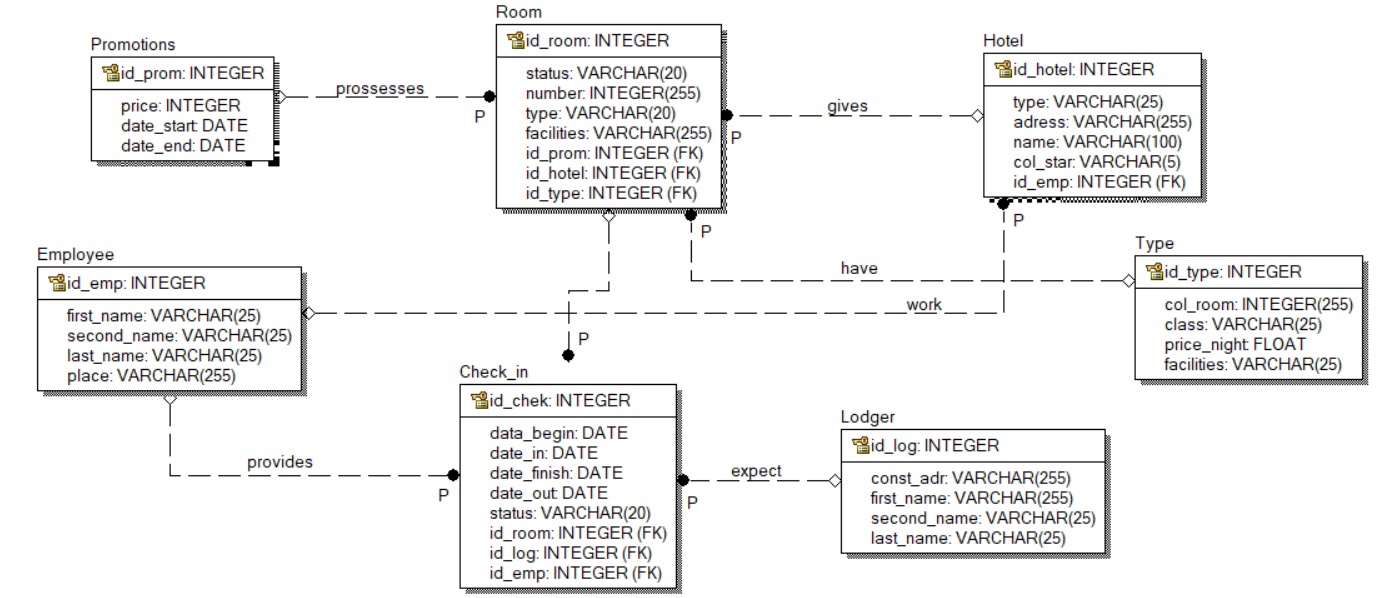 Promotions
id_prom: INTEGER
price: INTEGER
date_start: DATE
date_end: DATE
prossesses
P
Room
id_room: INTEGER
status: VARCHAR(20)
number: INTEGER(255)
type: VARCHAR(20)
facilities: VARCHAR(255)
id_prom: INTEGER (FK)
id_hotel: INTEGER (FK)
id_type: INTEGER (FK)
gives
P
Hotel
id_hotel: INTEGER
type: VARCHAR(25)
adress: VARCHAR(255)
name: VARCHAR(100)
col_star: VARCHAR(5)
id_emp: INTEGER (FK)
P
P
have
Type
id_type: INTEGER
col_room: INTEGER(255)
class: VARCHAR(25)
price_night: FLOAT
facilities: VARCHAR(25)
Employee
id_emp: INTEGER
first_name: VARCHAR(25)
second_name: VARCHAR(25)
last_name: VARCHAR(25)
place: VARCHAR(255)
work
P
provides
P
Check_in
id_chek: INTEGER
data_begin: DATE
date_in: DATE
date_finish: DATE
date_out: DATE
status: VARCHAR(20)
id_room: INTEGER (FK)
id_log: INTEGER (FK)
id_emp: INTEGER (FK)
expect
P
Lodger
id_log: INTEGER
const_adr: VARCHAR(255)
first_name: VARCHAR(255)
second_name: VARCHAR(25)
last_name: VARCHAR(25)